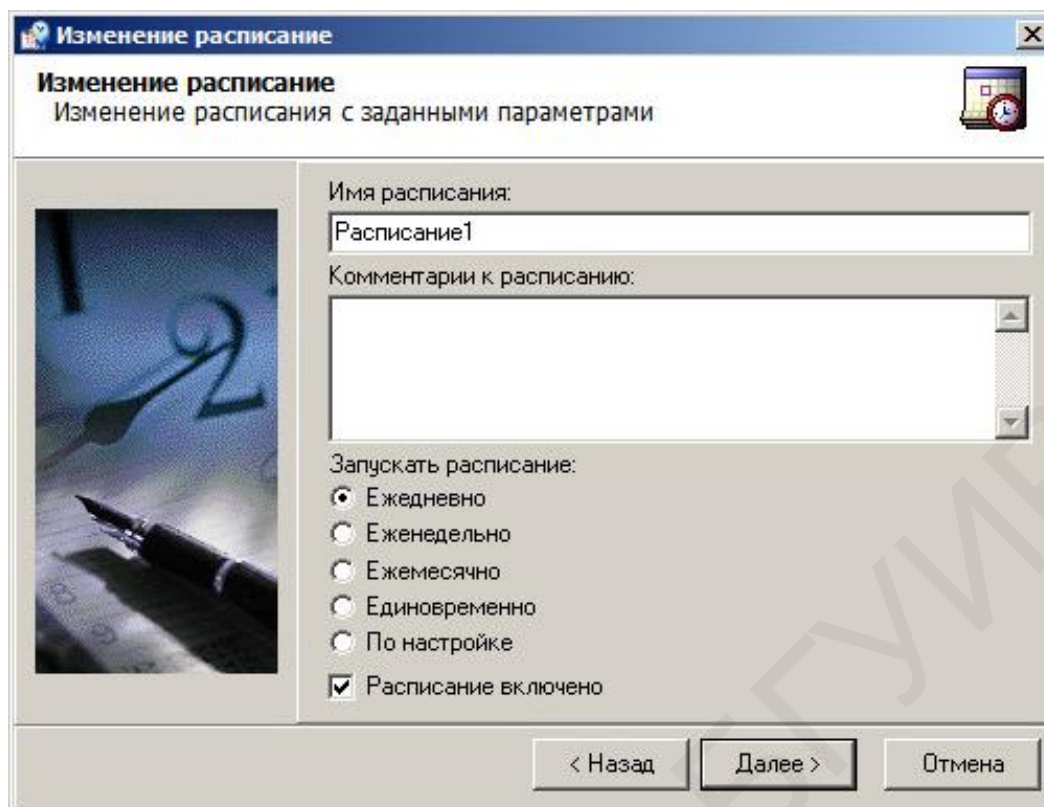 Изменение расписание
Изменение расписание
Изменение расписания с заданными параметрами
Имя расписания:
Расписание1
Комментарии к расписанию:
Запускать расписание:
Ежедневно
Еженедельно
Ежемесячно
Единовременно
По настройке
Расписание включено
< Назад
Далее >
Отмена